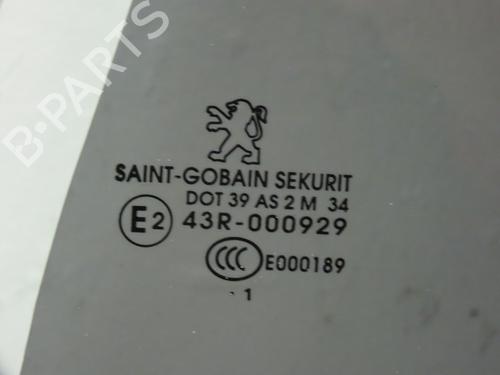 B-PARTS
SAINT-GOBAIN SEKURIT
DOT 39 AS 2 M 34
E2 43R-000929
CCC E000189
1